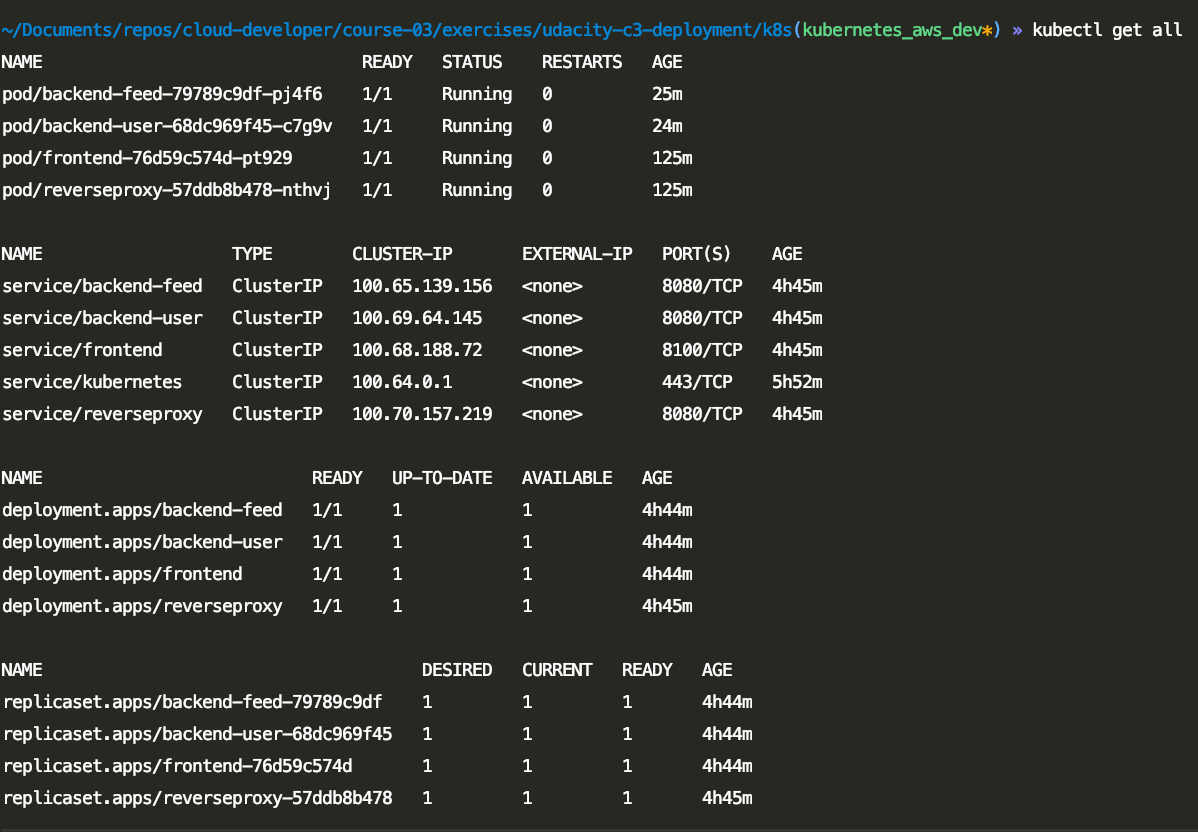 ~/Documents/repos/cloud-developer/course-03/exercises/udacity-c3-deployment/k8s(kubernetes_aws_dev*) » kubectl get all
NAME READY STATUS RESTARTS AGE
pod/backend-feed-79789c9df-pj4f6 1/1 Running 0 25m
pod/backend-user-68dc969f45-c7g9v 1/1 Running 0 24m
pod/frontend-76d59c574d-pt929 1/1 Running 0 125m
pod/reverseproxy-57ddb8b478-nthvj 1/1 Running 0 125m
NAME TYPE CLUSTER-IP EXTERNAL-IP PORT(S) AGE
service/backend-feed ClusterIP 100.65.139.156 <none> 8080/TCP 4h45m
service/backend-user ClusterIP 100.69.64.145 <none> 8080/TCP 4h45m
service/frontend ClusterIP 100.68.188.72 <none> 8100/TCP 4h45m
service/kubernetes ClusterIP 100.64.0.1 <none> 443/TCP 5h52m
service/reverseproxy ClusterIP 100.70.157.219 <none> 8080/TCP 4h45m
NAME READY UP-TO-DATE AVAILABLE AGE
deployment.apps/backend-feed 1/1 1 1 4h44m
deployment.apps/backend-user 1/1 1 1 4h44m
deployment.apps/frontend 1/1 1 1 4h44m
deployment.apps/reverseproxy 1/1 1 1 4h45m
NAME DESIRED CURRENT READY AGE
replicaset.apps/backend-feed-79789c9df 1 1 1 4h44m
replicaset.apps/backend-user-68dc969f45 1 1 1 4h44m
replicaset.apps/frontend-76d59c574d 1 1 1 4h44m
replicaset.apps/reverseproxy-57ddb8b478 1 1 1 4h45m